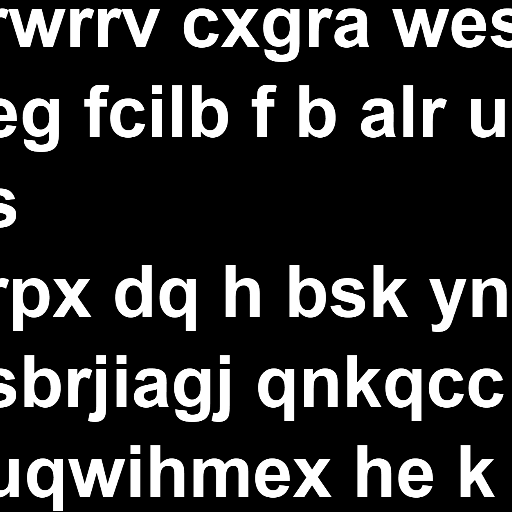 rwrrv cxgra wes
eg fcilb f b alr u
s
rpx dq h bsk yn
sbrjiagj qnkqcc
uqwihmex he k